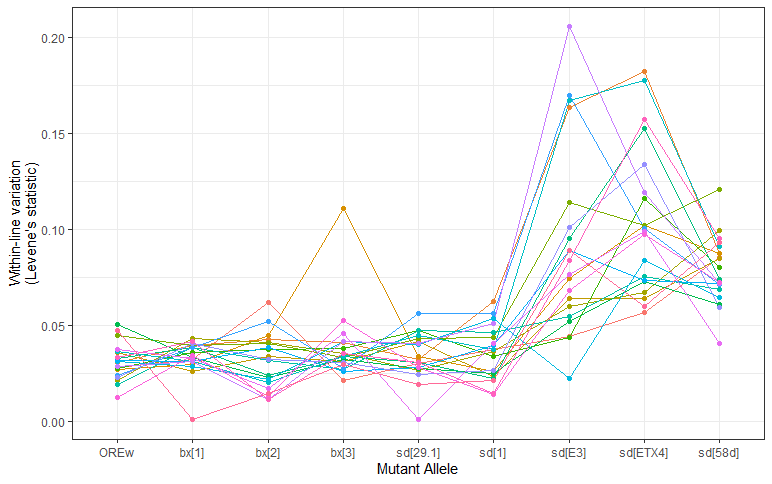 Within-line variation
(Levene's statistic)
0.20
0.15
0.10
0.05
0.00
OREw bx[1] bx[2] bx[3] sd[29.1] sd[1] sd[E3] sd[ETX4] sd[58d]
Mutant Allele